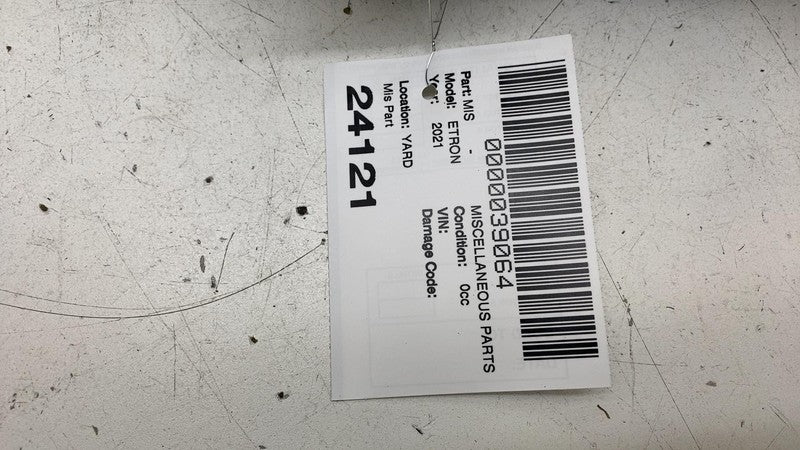 0000039064
Part: MIS - MISCELLANEOUS PARTS
Model: ETRON Condition: 0cc
Year: 2021 VIN:
Damage Code:
Location: YARD
Mis Part
24121